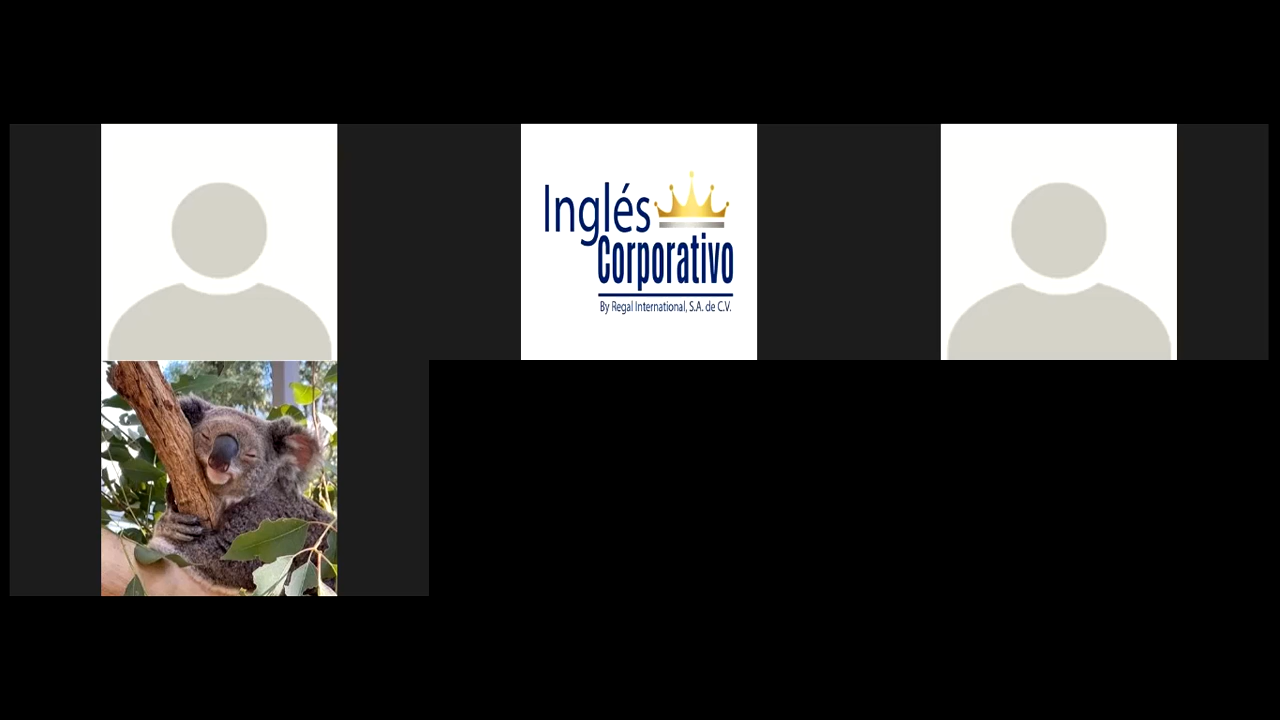 Inglés
Corporativo
By Regal International, S.A. de C.V.